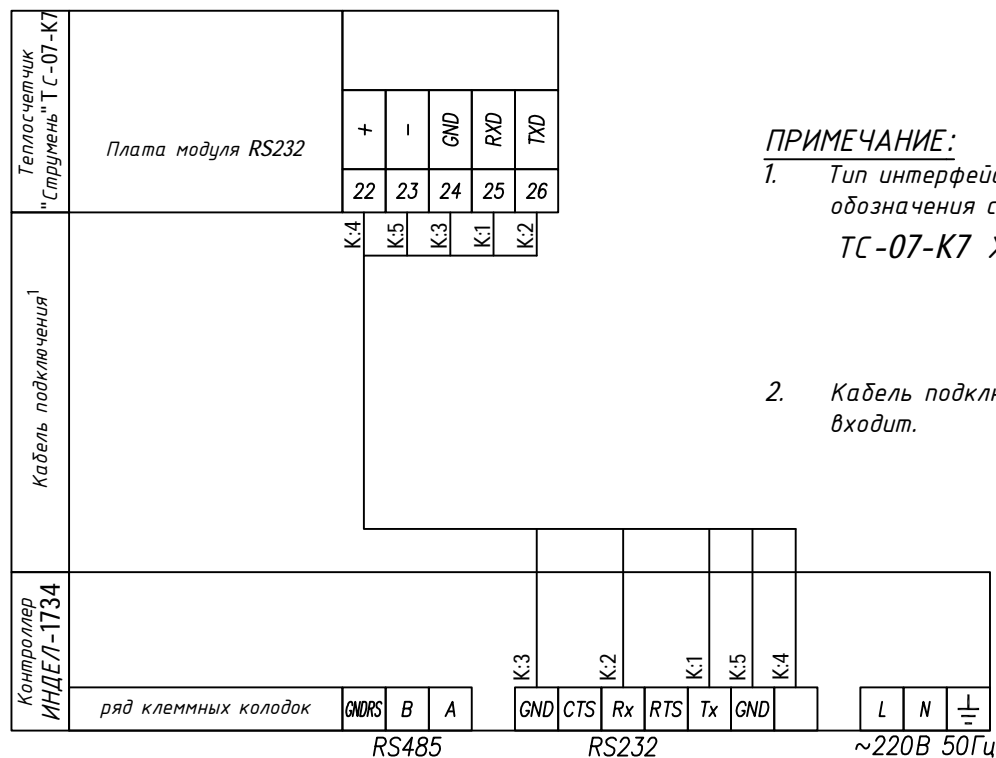 Теплосчетчик
"Струмень" ТС-07-К7
Плата модуля RS232
+ - GND RXD TXD
22 23 24 25 26
K:4 K:5 K:3 K:1 K:2
ПРИМЕЧАНИЕ:
1. Тип интерфей
обозначения с
ТС-07-К7
Кабель подключения1
2. Кабель подкл
входит.
Контроллер
ИНДЕЛ-1734
K:3 K:2 K:1 K:5 K:4
ряд клеммных колодок GNDRS B A GND CTS Rx RTS Tx GND L N
RS485 RS232 ~220В 50Гц